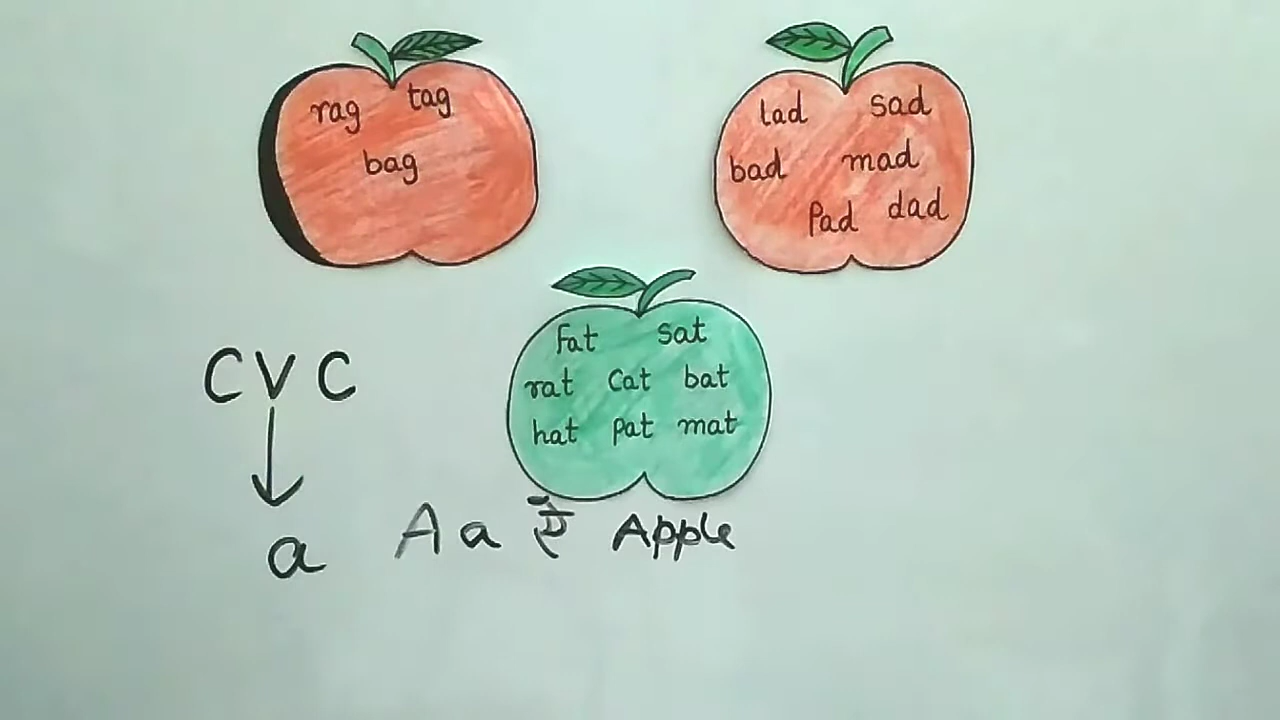 rag tag
bag
lad sad
bad mad
Pad dad
Fat sat
rat Cat bat
hat pat mat
CVC
a
A a ऐ Apple